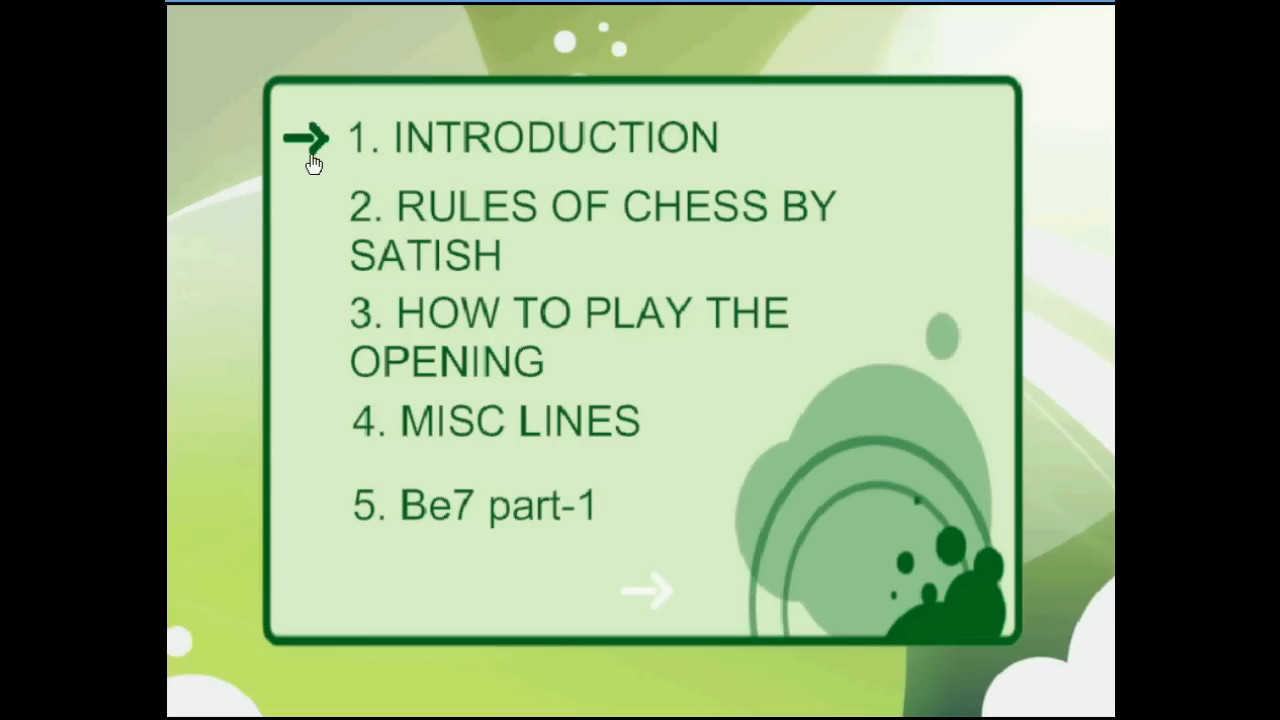 1. INTRODUCTION
2. RULES OF CHESS BY
SATISH
3. HOW TO PLAY THE
OPENING
4. MISC LINES
5. Be7 part-1